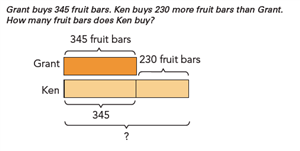 Grant buys 345 fruit bars. Ken buys 230 more fruit bars than Grant.
How many fruit bars does Ken buy?
345 fruit bars
Grant
230 fruit bars
Ken
345
?